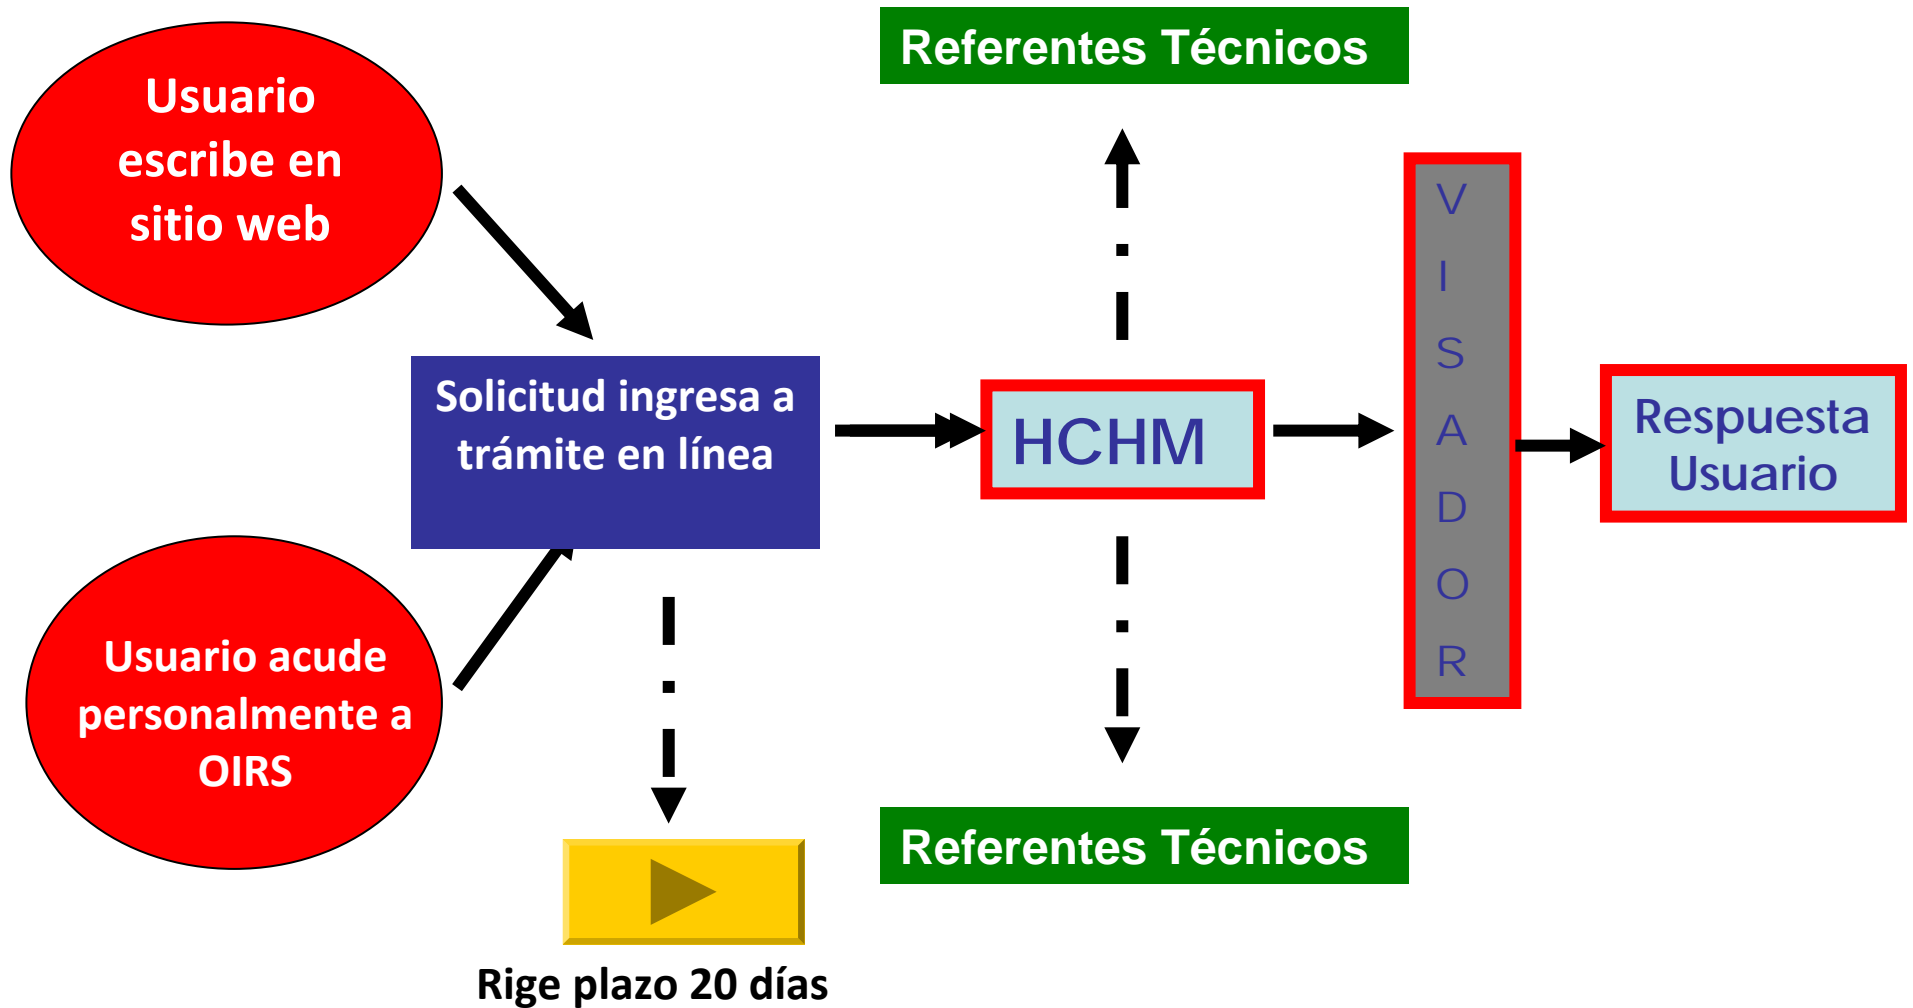 Usuario
escribe en
sitio web
Usuario acude
personalmente a
OIRS
Solicitud ingresa a
trámite en línea
Rige plazo 20 días
Referentes Técnicos
HCHM
Referentes Técnicos
V
I
S
A
D
O
R
Respuesta
Usuario